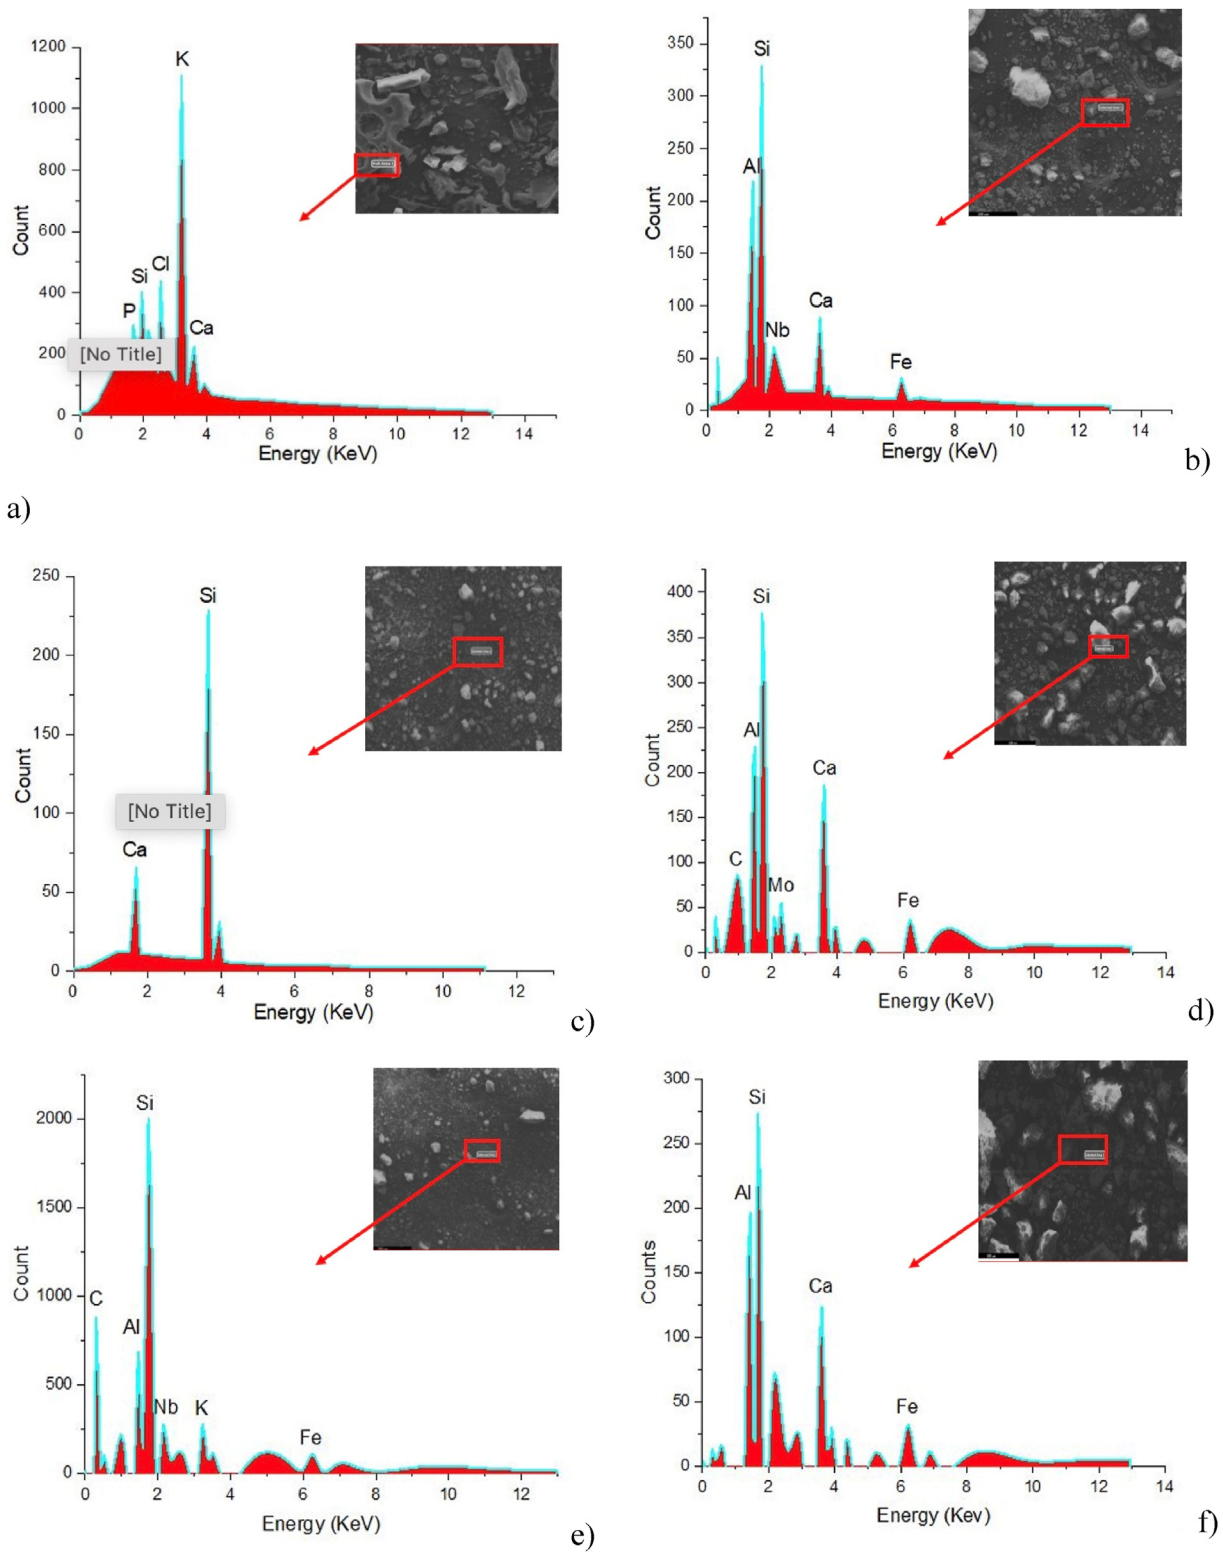 1200
1000
800
600
400
200
0
Count
K
Si
Cl
P
Ca
[No Title]
0 2 4 6 8 10 12 14
Energy (KeV)
a)
350
300
250
200
150
100
50
0
Count
Si
Al
Nb
Ca
Fe
0 2 4 6 8 10 12 14
Energy (KeV)
b)
250
200
150
100
50
0
Count
Si
[No Title]
Ca
0 2 4 6 8 10 12
Energy (KeV)
c)
400
350
300
250
200
150
100
50
0
Count
Si
Al
Ca
C
Mo
Fe
0 2 4 6 8 10 12 14
Energy (KeV)
d)
2000
1500
1000
500
0
Count
Si
C
Al
Nb
K
Fe
0 2 4 6 8 10 12
Energy (KeV)
e)
300
250
200
150
100
50
0
Counts
Si
Al
Ca
Fe
0 2 4 6 8 10 12 14
Energy (Kev)
f)